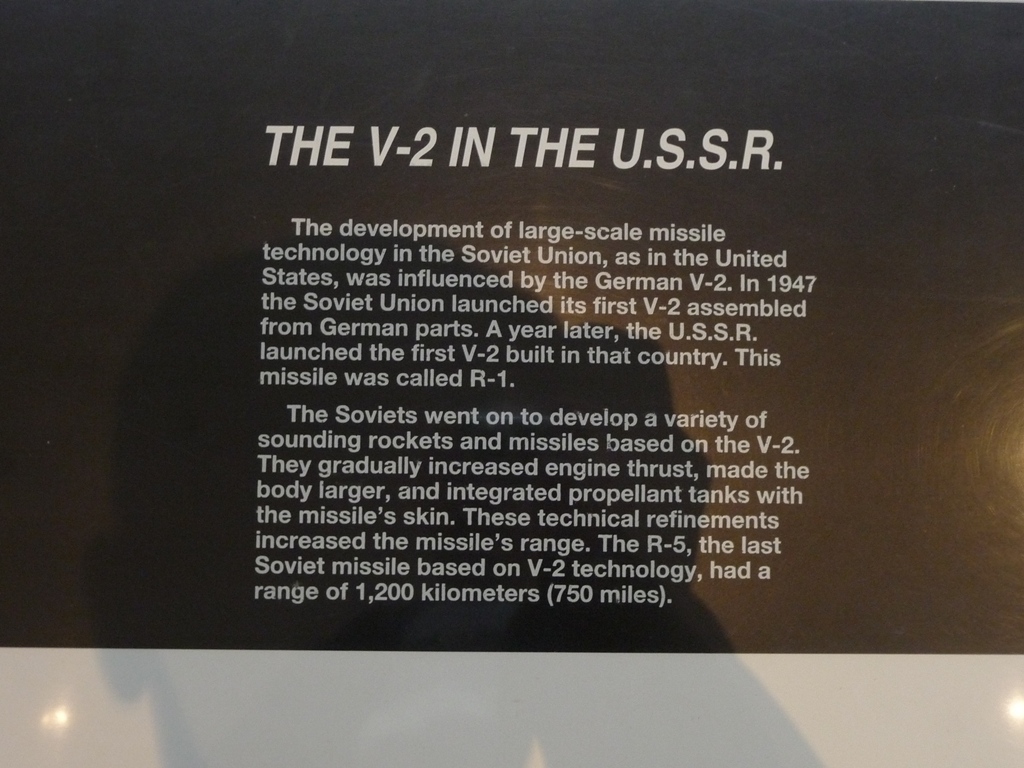 THE V-2 IN THE U.S.S.R.
The development of large-scale missile
technology in the Soviet Union, as in the United
States, was influenced by the German V-2. In 1947
the Soviet Union launched its first V-2 assembled
from German parts. A year later, the U.S.S.R.
launched the first V-2 built in that country. This
missile was called R-1.
The Soviets went on to develop a variety of
sounding rockets and missiles based on the V-2.
They gradually increased engine thrust, made the
body larger, and integrated propellant tanks with
the missile's skin. These technical refinements
increased the missile's range. The R-5, the last
Soviet missile based on V-2 technology, had a
range of 1,200 kilometers (750 miles).